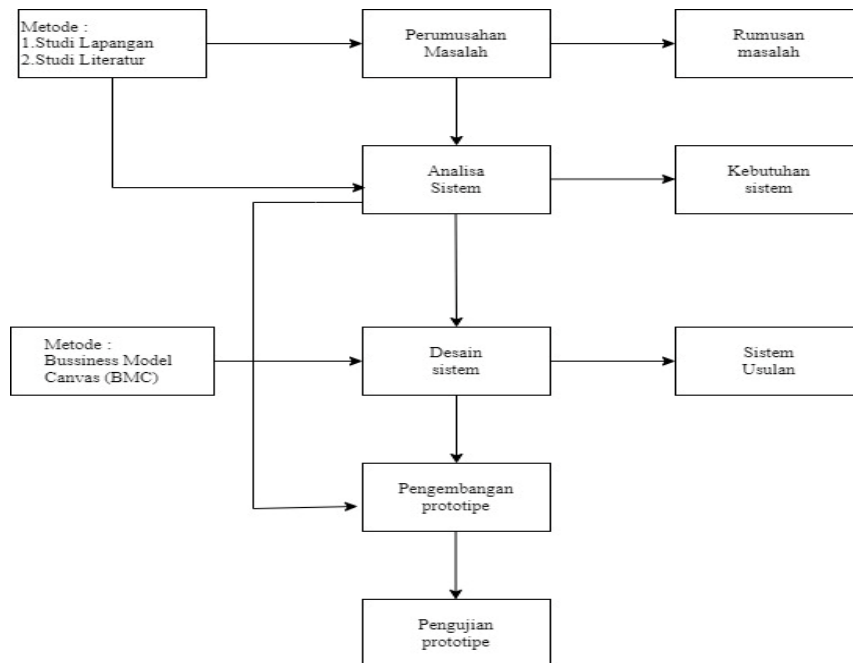 Metode :
1.Studi Lapangan
2.Studi Literatur
Perumusahan
Masalah
Rumusan
masalah
Analisa
Sistem
Kebutuhan
sistem
Metode :
Bussiness Model
Canvas (BMC)
Desain
sistem
Sistem
Usulan
Pengembangan
prototipe
Pengujian
prototipe